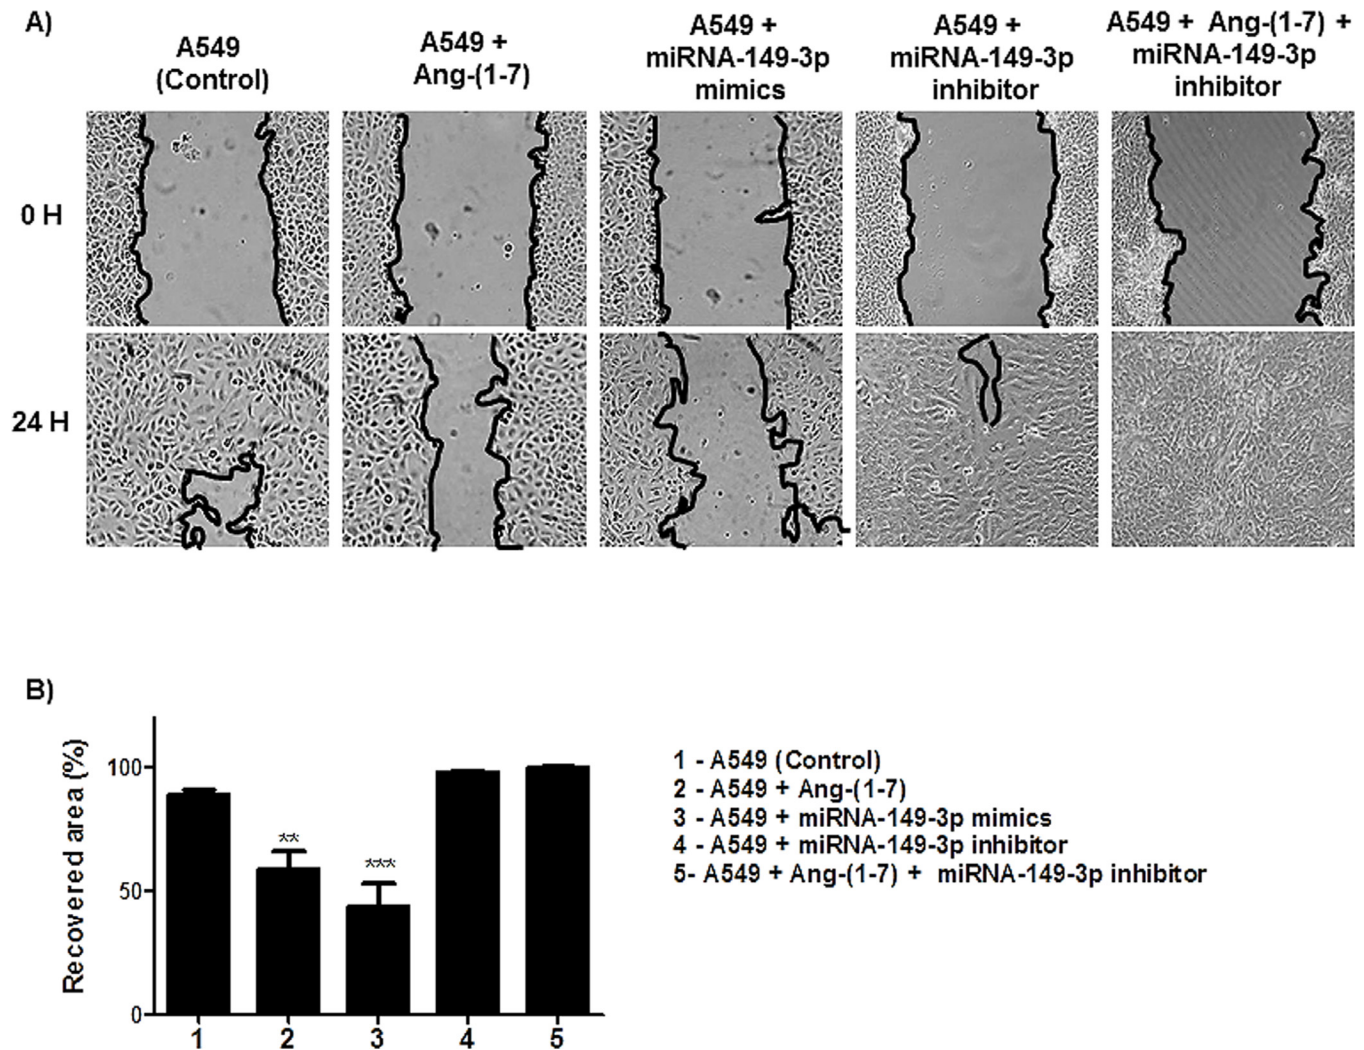 A)
A549
(Control)
A549 +
Ang-(1-7)
A549 +
miRNA-149-3p
mimics
A549 +
miRNA-149-3p
inhibitor
A549 + Ang-(1-7) +
miRNA-149-3p
inhibitor
0 H
24 H
B)
Recovered area (%)
100
50
0
**
***
1
2
3
4
5
1 - A549 (Control)
2 - A549 + Ang-(1-7)
3 - A549 + miRNA-149-3p mimics
4 - A549 + miRNA-149-3p inhibitor
5- A549 + Ang-(1-7) + miRNA-149-3p inhibitor